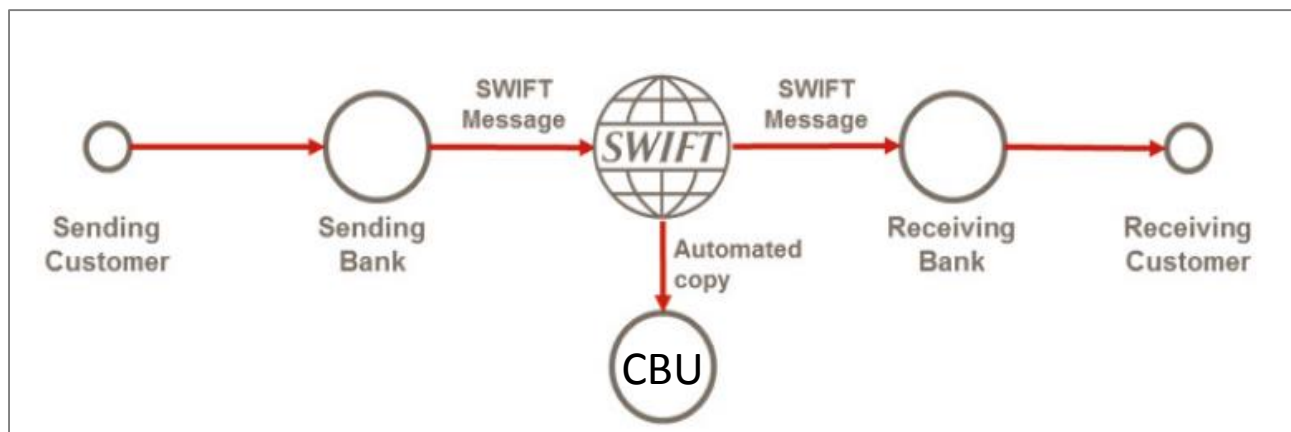 SWIFT
Message
SWIFT
Message
SWIFT
Sending
Customer
Sending
Bank
Receiving
Bank
Receiving
Customer
Automated
copy
CBU